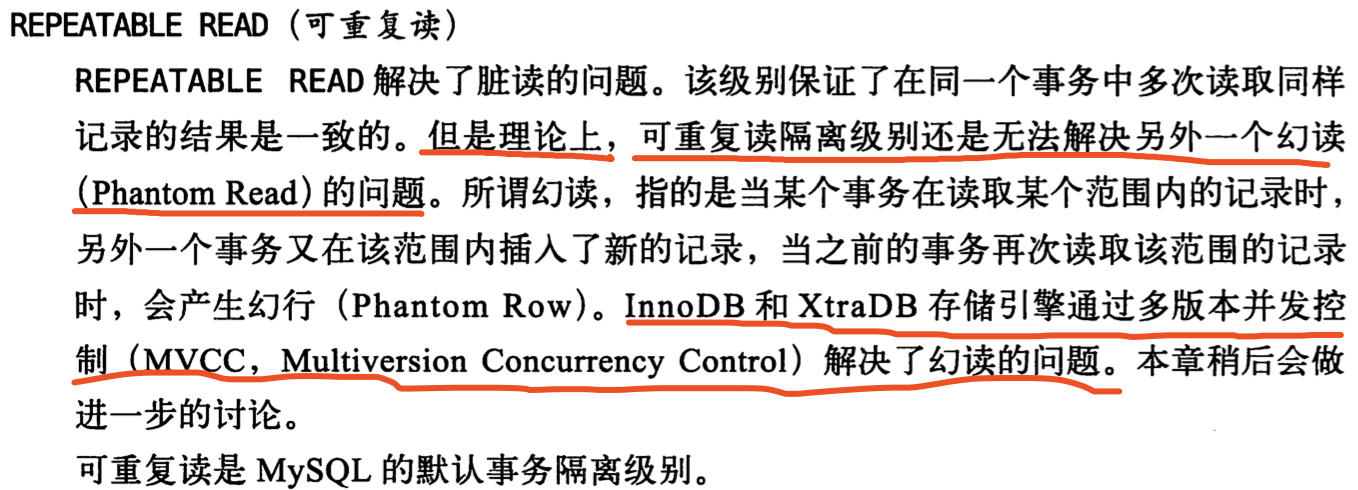 REPEATABLE READ（可重复读）
REPEATABLE READ 解决了脏读的问题。该级别保证了在同一个事务中多次读取同样
记录的结果是一致的。但是理论上，可重复读隔离级别还是无法解决另外一个幻读
（Phantom Read）的问题。所谓幻读，指的是当某个事务在读取某个范围内的记录时，
另外一个事务又在该范围内插入了新的记录，当之前的事务再次读取该范围的记录
时，会产生幻行（Phantom Row）。InnoDB 和 XtraDB 存储引擎通过多版本并发控
制（MVCC，Multiversion Concurrency Control）解决了幻读的问题。本章稍后会做
进一步的讨论。
可重复读是 MySQL 的默认事务隔离级别。